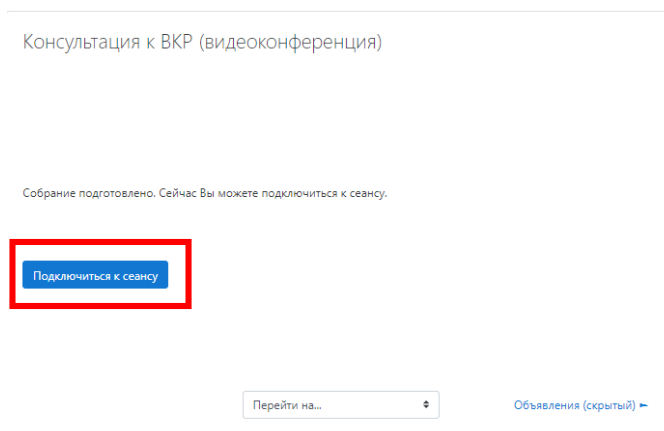 Консультация к ВКР (видеоконференция)
Собрание подготовлено. Сейчас Вы можете подключиться к сеансу.
Подключиться к сеансу
Перейти на...
Объявления (скрытый) ►